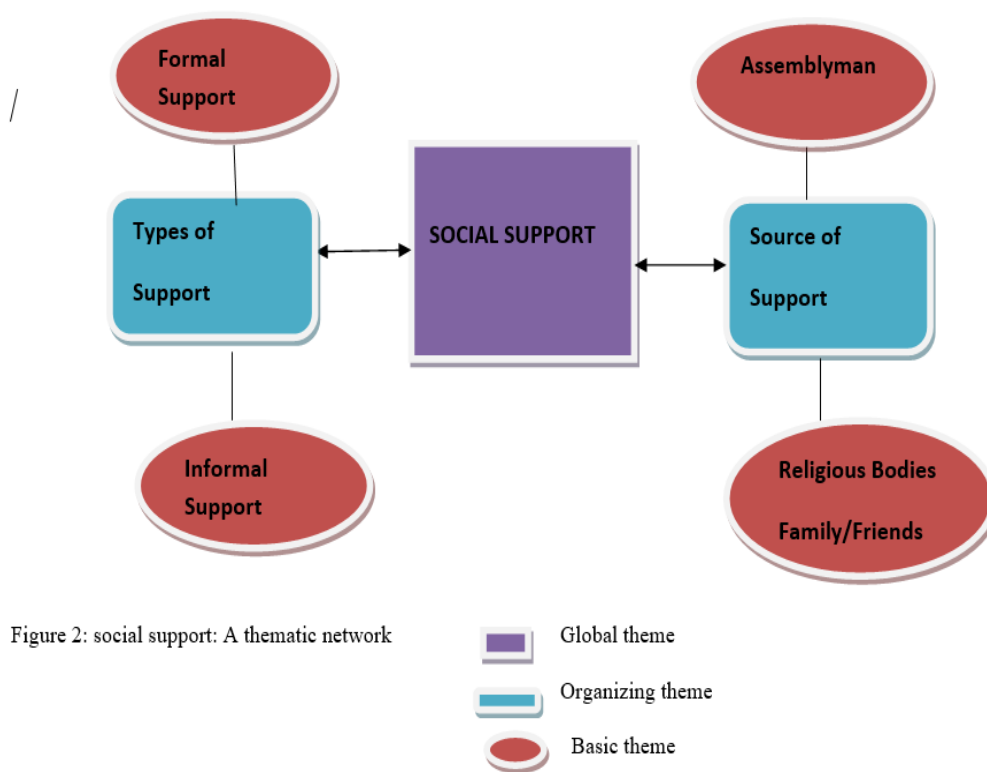 Formal
Support
Assemblyman
/
Types of
Support
SOCIAL SUPPORT
Source of
Support
Informal
Support
Religious Bodies
Family/Friends
Figure 2: social support: A thematic network
Global theme
Organizing theme
Basic theme